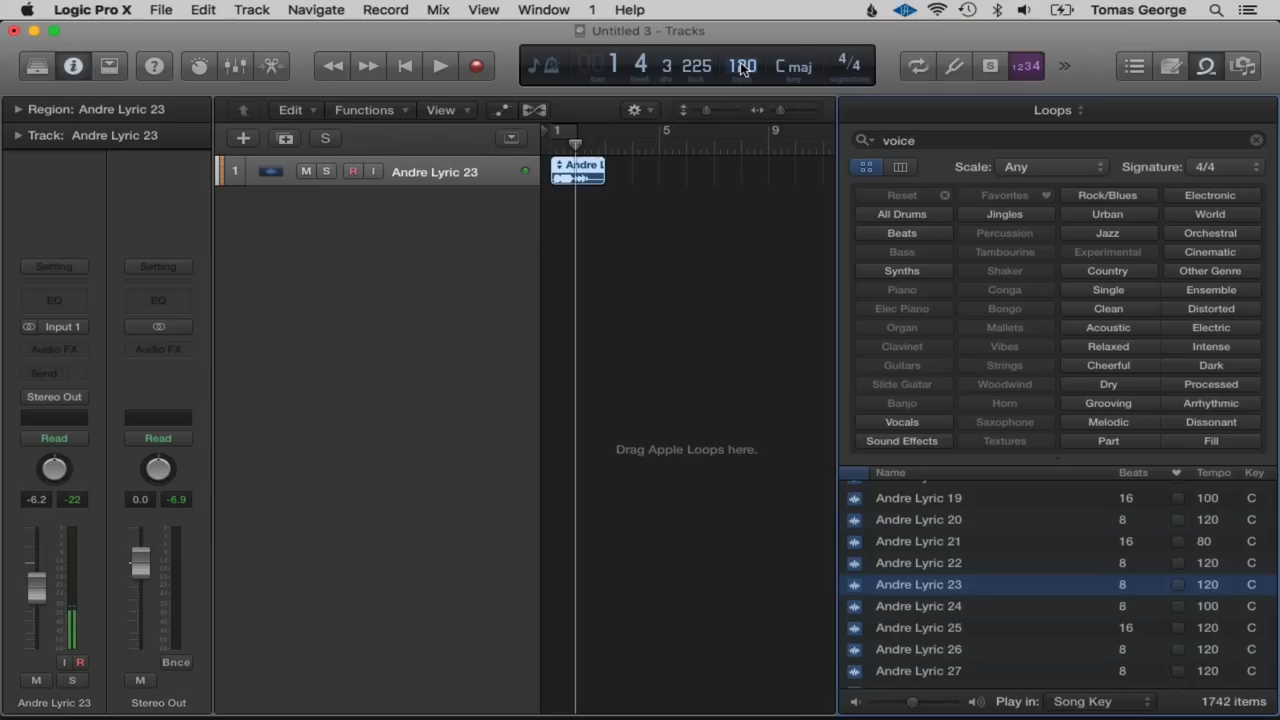 Logic Pro X File Edit Track Navigate Record Mix View Window 1 Help Tomas George
Untitled 3 - Tracks
1 4 3 225 C maj 4/4
bar beat div tick key signature
S 1234
Region: Andre Lyric 23
Track: Andre Lyric 23
Edit Functions View
Loops
S
1 5 9
voice
1 M S R I Andre Lyric 23
Andre L
Scale: Any Signature: 4/4
Reset Favorites Rock/Blues Electronic
All Drums Jingles Urban World
Beats Percussion Jazz Orchestral
Bass Tambourine Experimental Cinematic
Synths Shaker Country Other Genre
Piano Conga Single Ensemble
Elec Piano Bongo Clean Distorted
Organ Mallets Acoustic Electric
Clavinet Vibes Relaxed Intense
Guitars Strings Cheerful Dark
Slide Guitar Woodwind Dry Processed
Banjo Horn Grooving Arrhythmic
Vocals Saxophone Melodic Dissonant
Sound Effects Textures Part Fill
Setting Setting
EQ EQ
Input 1
Audio FX Audio FX
Send
Stereo Out
Read Read
-6.2 -22 0.0 -6.9
I R Bnce
M S M
Andre Lyric 23 Stereo Out
Drag Apple Loops here.
Name Beats Tempo Key
Andre Lyric 19 16 100 C
Andre Lyric 20 8 120 C
Andre Lyric 21 16 80 C
Andre Lyric 22 8 120 C
Andre Lyric 23 8 120 C
Andre Lyric 24 8 100 C
Andre Lyric 25 16 120 C
Andre Lyric 26 8 120 C
Andre Lyric 27 8 120 C
Play in: Song Key 1742 items